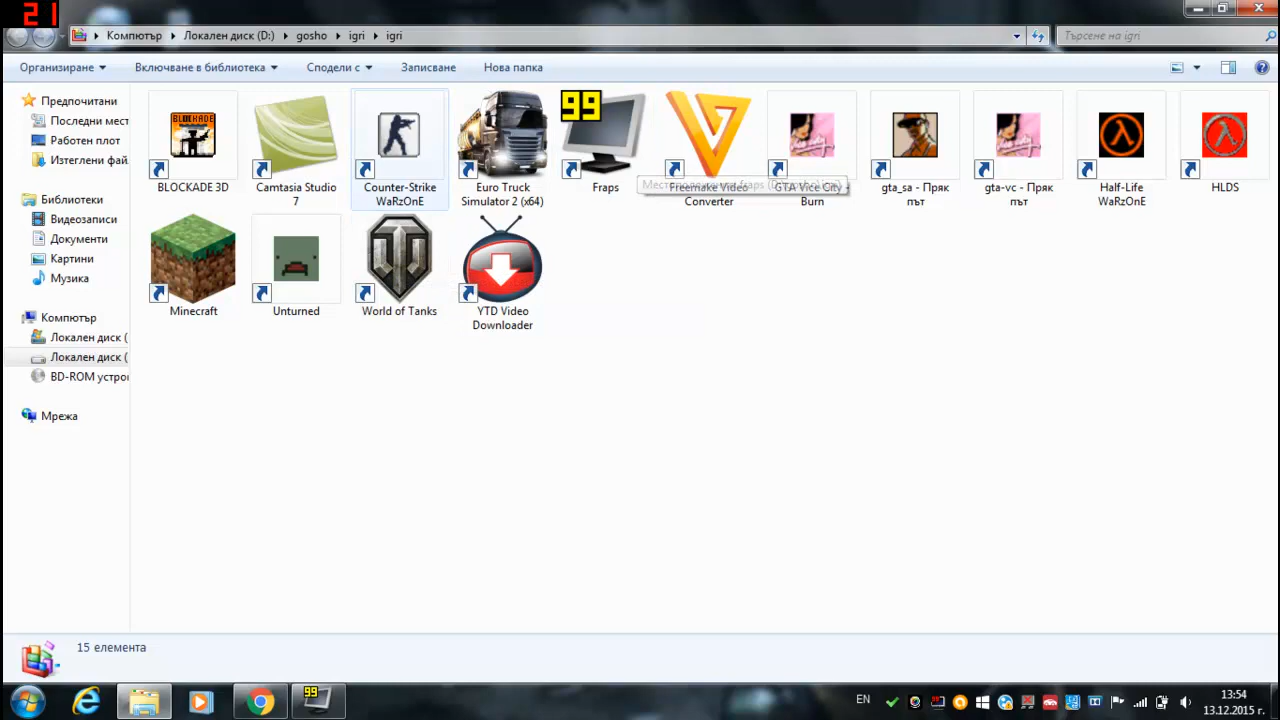 21
Компютър ▸ Локален диск (D:) ▸ gosho ▸ igri ▸ igri
Търсене на igri
Организиране
Включване в библиотека
Сподели с
Записване
Нова папка
Предпочитани
Последни мест
Работен плот
Изтеглени фай
Библиотеки
Видеозаписи
Документи
Картини
Музика
Компютър
Локален диск (
Локален диск (
BD-ROM устро
Мрежа
BLOCKADE
BLOCKADE 3D
Camtasia Studio
7
Counter-Strike
WaRzOnE
Euro Truck
Simulator 2 (x64)
99
Fraps
Freemake Video
Converter
GTA Vice City
Burn
gta_sa - Пряк
път
gta-vc - Пряк
път
Half-Life
WaRzOnE
HLDS
Minecraft
Unturned
World of Tanks
YTD Video
Downloader
15 елемента
99
EN
13:54
13.12.2015 г.